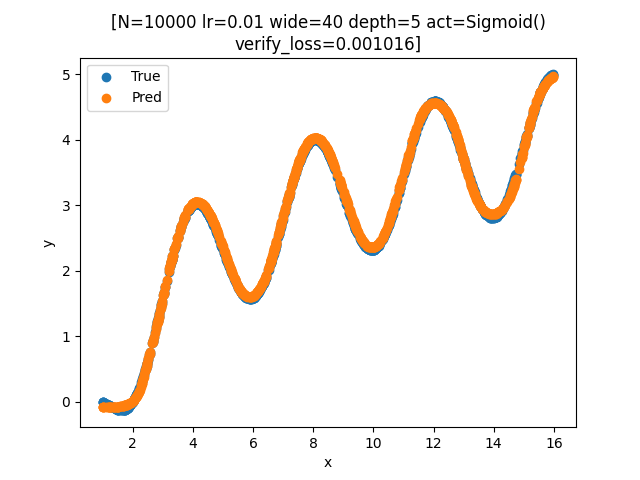 [N=10000 lr=0.01 wide=40 depth=5 act=Sigmoid()
verify_loss=0.001016]
True
Pred
5
4
3
2
1
0
y
2
4
6
8
10
12
14
16
x